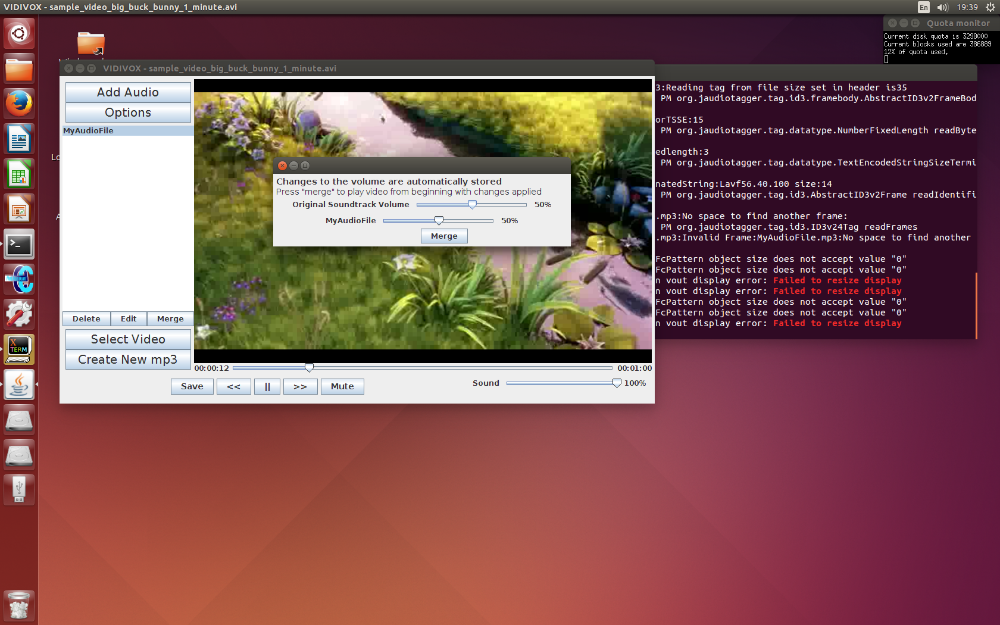 VIDIVOX - sample_video_big_buck_bunny_1_minute.avi
En
19:39
Quota monitor
Current disk quota is 3298000
Current blocks used are 386889
12% of quota used.
VIDIVOX - sample_video_big_buck_bunny_1_minute.avi
Add Audio
Options
MyAudioFile
Lo
A
Changes to the volume are automatically stored
Press "merge" to play video from beginning with changes applied
Original Soundtrack Volume 50%
MyAudioFile 50%
Merge
Delete Edit Merge
Select Video
Create New mp3
00:00:12 00:01:00
Save << || >> Mute Sound 100%
3:Reading tag from file size set in header is35
PM org.jaudiotagger.tag.id3.framebody.AbstractID3v2FrameBod
orTSSE:15
PM org.jaudiotagger.tag.datatype.NumberFixedLength readByte
edlength:3
PM org.jaudiotagger.tag.datatype.TextEncodedStringSizeTermi
natedString:Lavf56.40.100 size:14
PM org.jaudiotagger.tag.id3.AbstractID3v2Frame readIdentifi
.mp3:No space to find another frame:
PM org.jaudiotagger.tag.id3.ID3v24Tag readFrames
.mp3:Invalid Frame:MyAudioFile.mp3:No space to find another
FcPattern object size does not accept value "0"
FcPattern object size does not accept value "0"
n vout display error: Failed to resize display
n vout display error: Failed to resize display
FcPattern object size does not accept value "0"
FcPattern object size does not accept value "0"
n vout display error: Failed to resize display
X
TERM